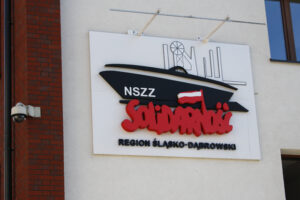 NSZZ
Solidarność
REGION ŚLĄSKO-DĄBROWSKI